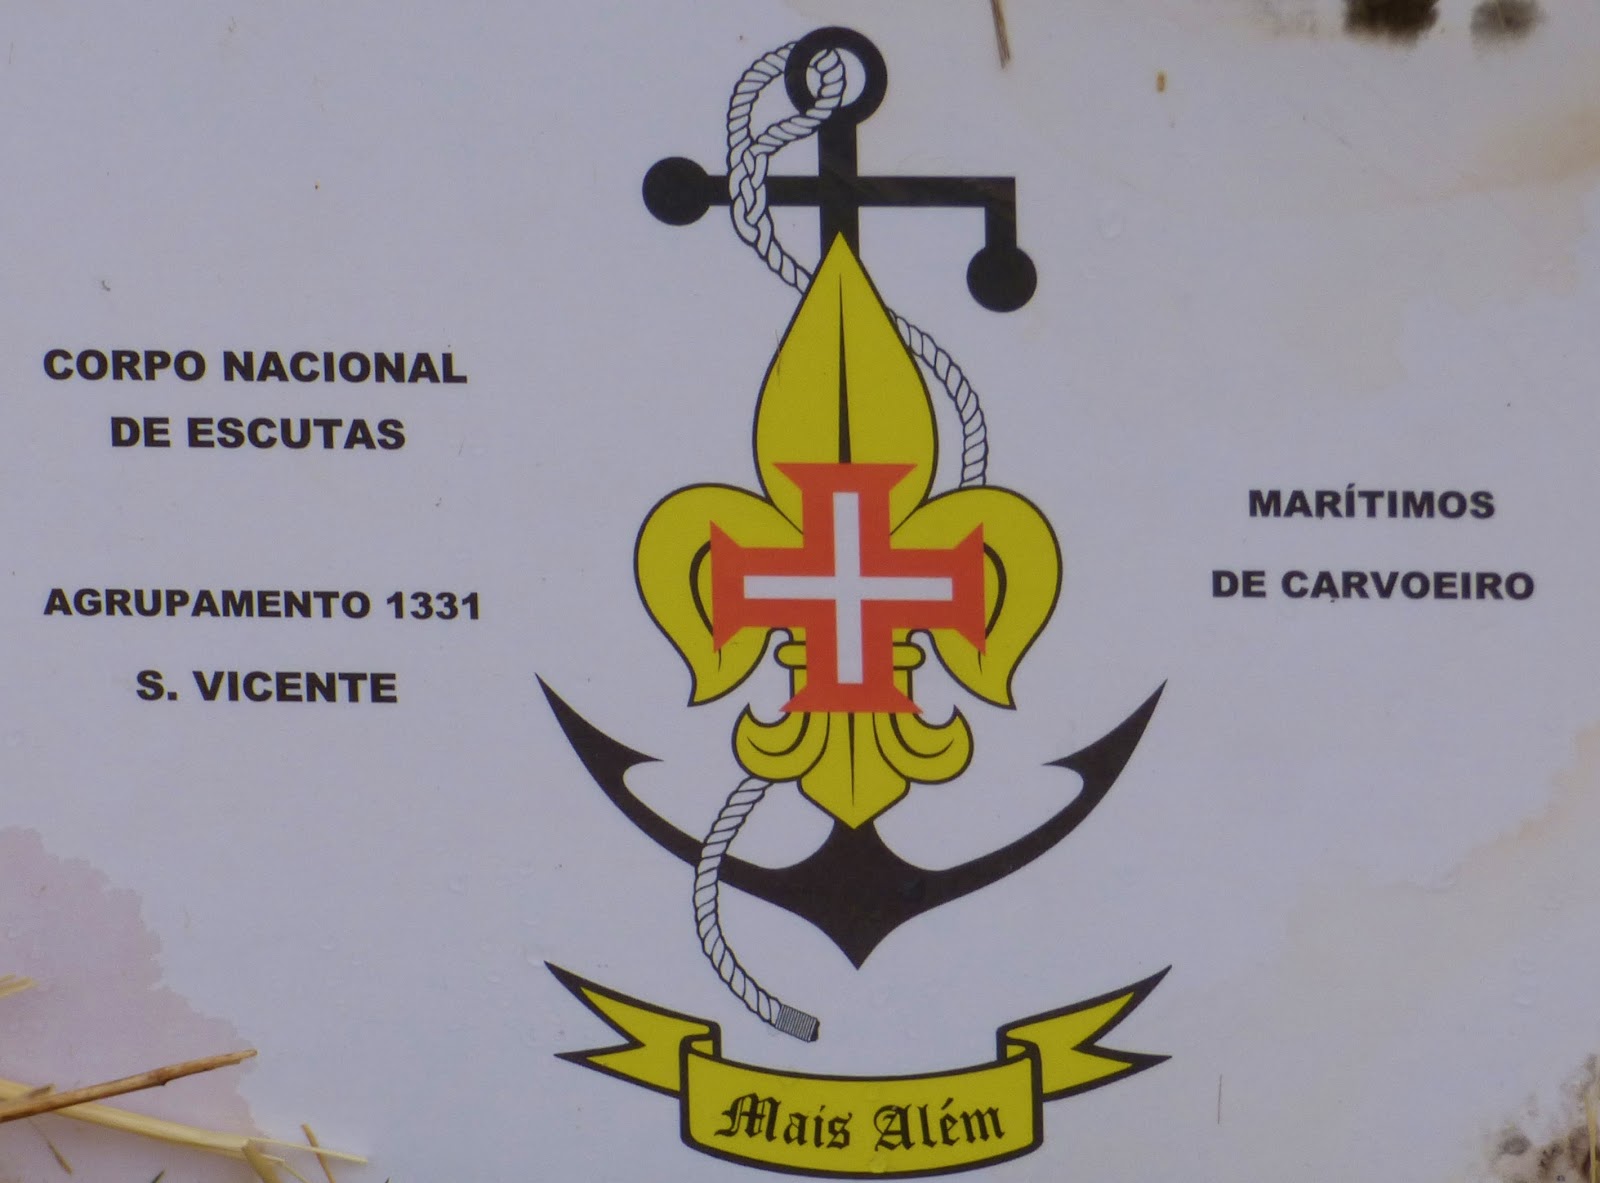 CORPO NACIONAL
DE ESCUTAS
AGRUPAMENTO 1331
S. VICENTE
MARÍTIMOS
DE CARVOEIRO
Mais Além